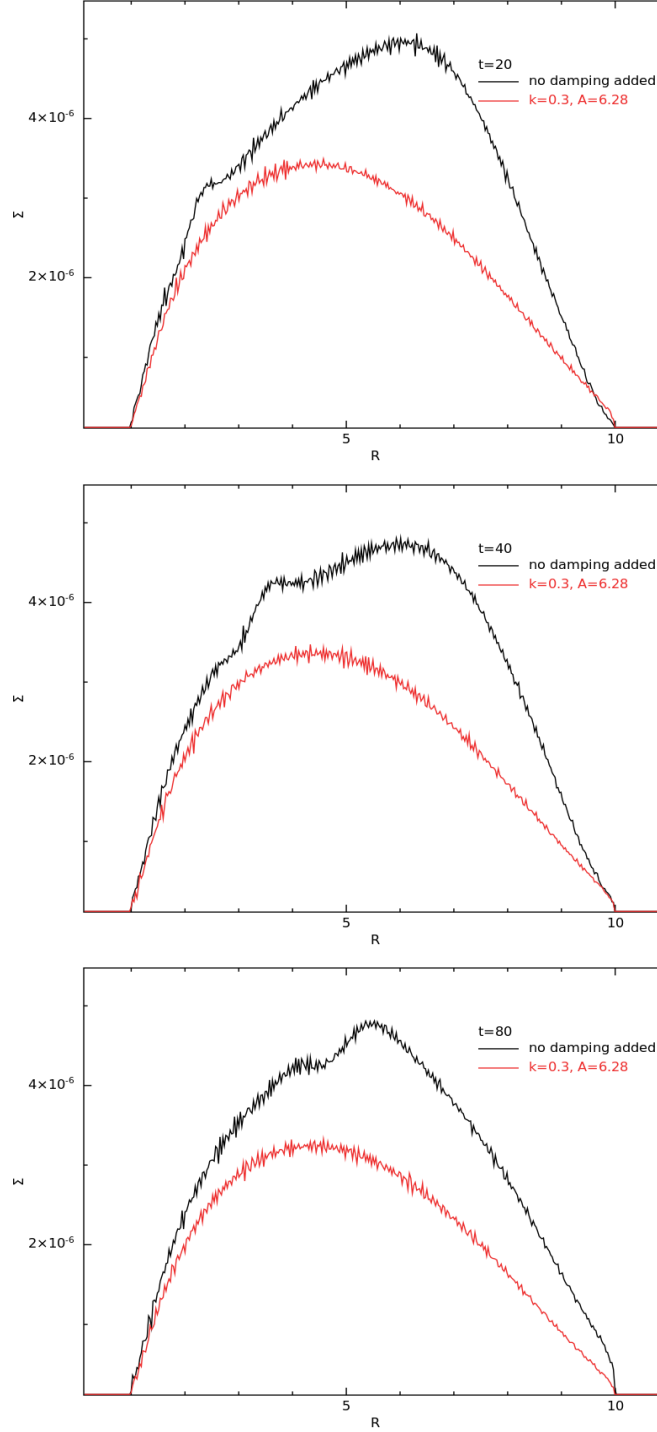 t=20
no damping added
k=0.3, A=6.28
4×10⁻⁶
Σ
2×10⁻⁶
5
10
R
t=40
no damping added
k=0.3, A=6.28
4×10⁻⁶
Σ
2×10⁻⁶
5
10
R
t=80
no damping added
k=0.3, A=6.28
4×10⁻⁶
Σ
2×10⁻⁶
5
10
R